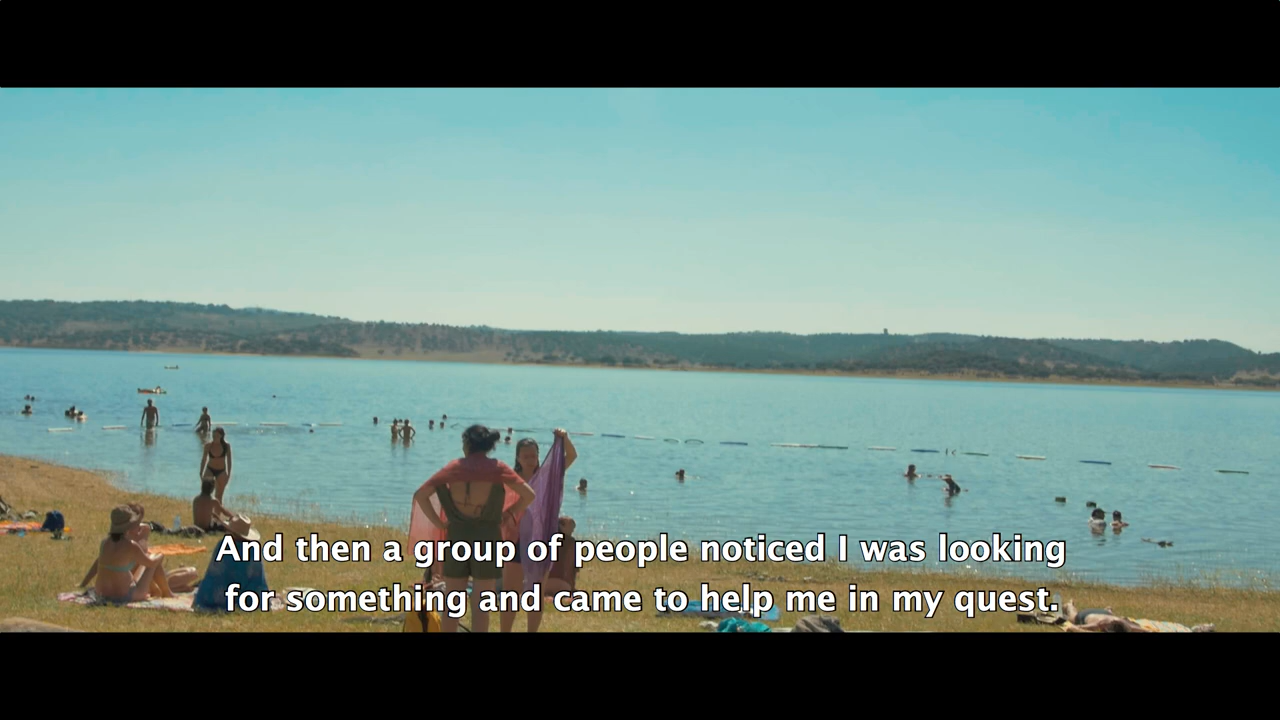 And then a group of people noticed I was looking
for something and came to help me in my quest.